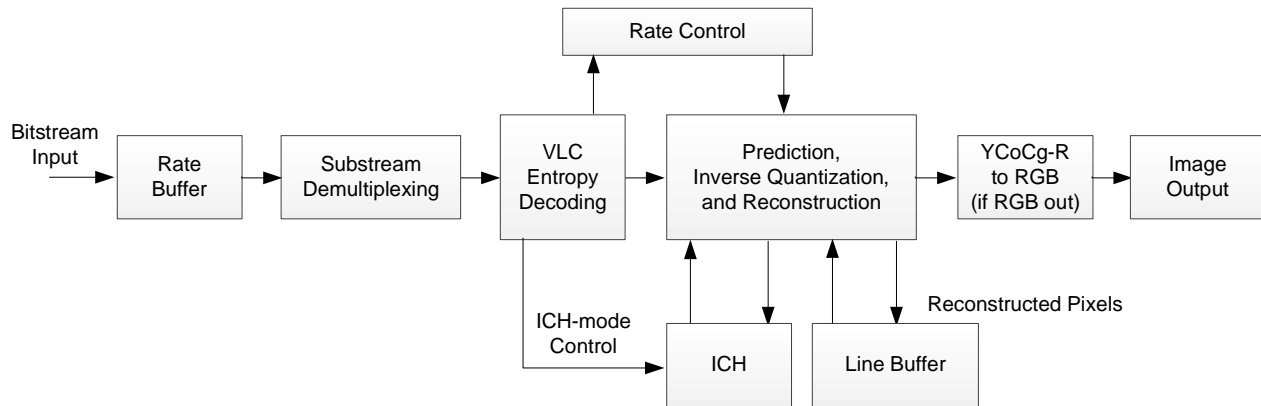 Rate Control
Bitstream
Input
Rate
Buffer
Substream
Demultiplexing
VLC
Entropy
Decoding
Prediction,
Inverse Quantization,
and Reconstruction
YCoCg-R
to RGB
(if RGB out)
Image
Output
ICH-mode
Control
ICH
Line Buffer
Reconstructed Pixels